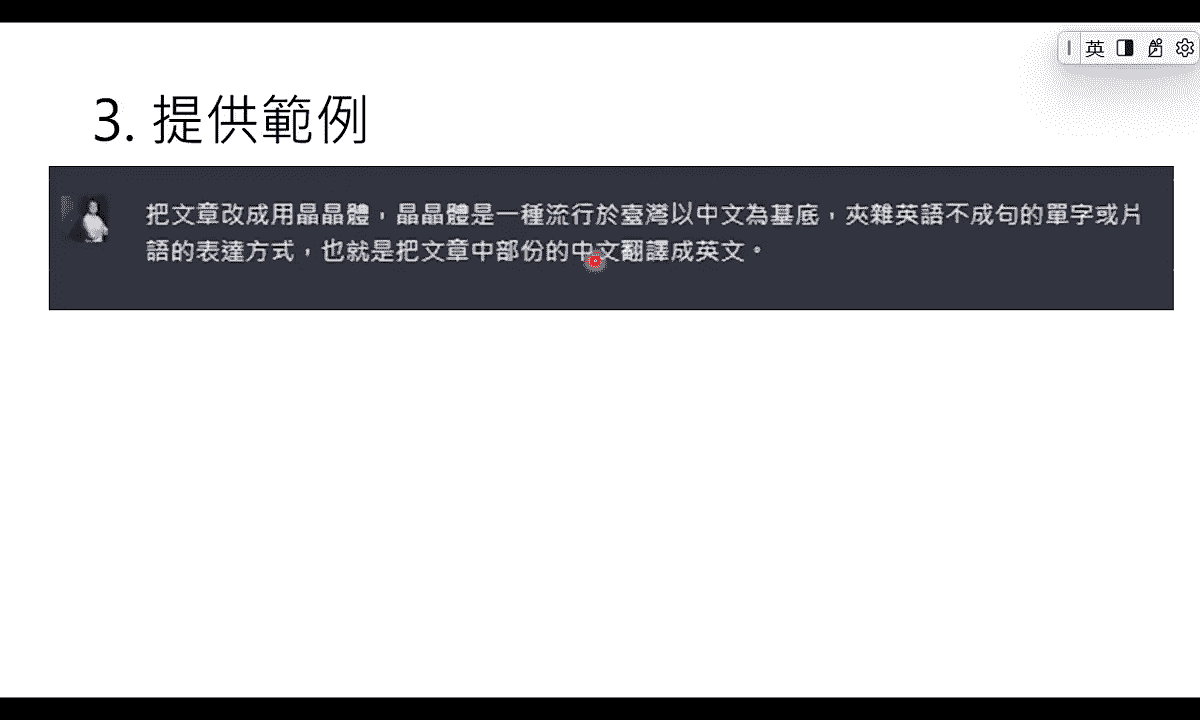 英
3. 提供範例
把文章改成用晶晶體，晶晶體是一種流行於臺灣以中文為基底，夾雜英語不成句的單字或片
語的表達方式，也就是把文章中部份的中文翻譯成英文。